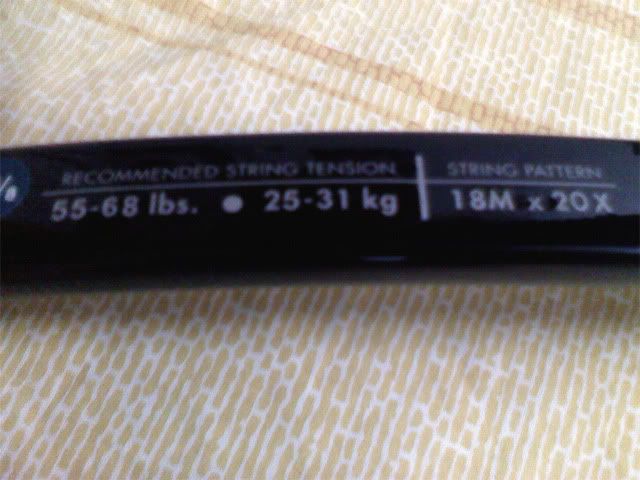 %
RECOMMENDED STRING TENSION
55-68 lbs. ● 25-31 kg
STRING PATTERN
18M x 20X